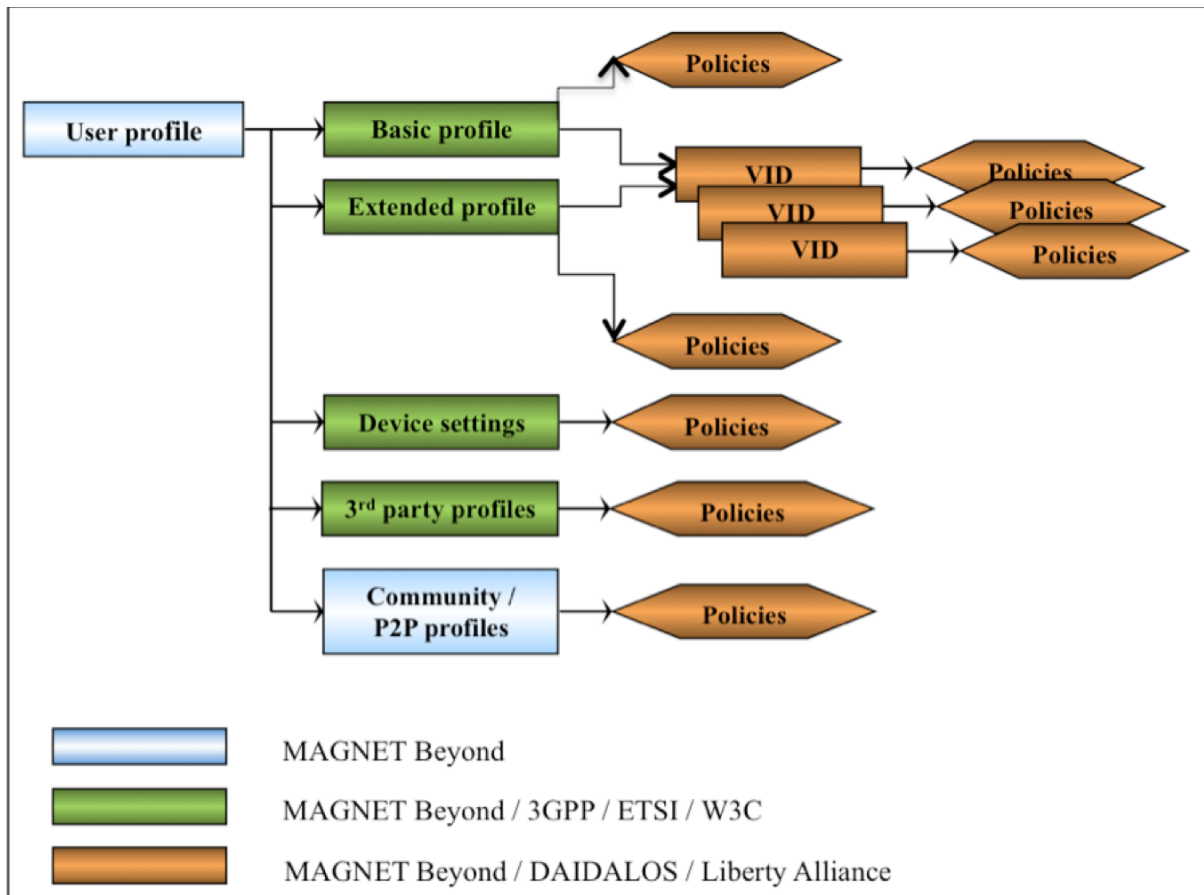 Policies
User profile
Basic profile
VID
Policies
Extended profile
VID
Policies
VID
Policies
Policies
Device settings
Policies
3rd party profiles
Policies
Community /
P2P profiles
Policies
MAGNET Beyond
MAGNET Beyond / 3GPP / ETSI / W3C
MAGNET Beyond / DAIDALOS / Liberty Alliance